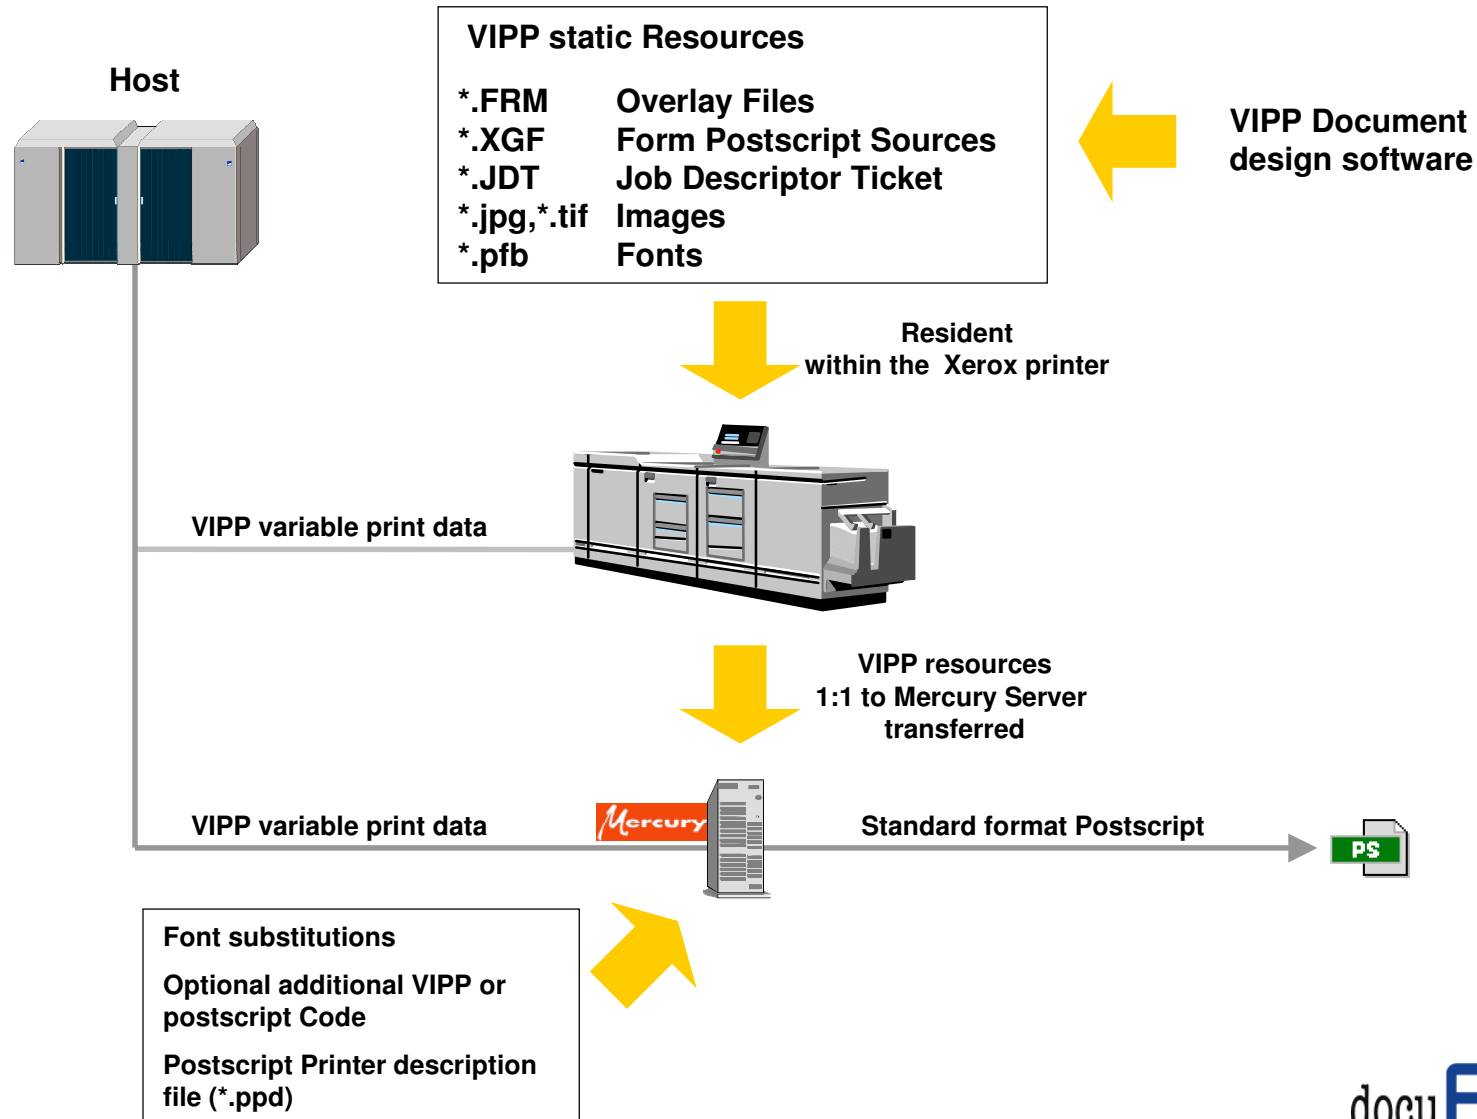 VIPP static Resources
Host
*.FRM Overlay Files
*.XGF Form Postscript Sources
*.JDT Job Descriptor Ticket
*.jpg,*.tif Images
*.pfb Fonts
VIPP Document
design software
Resident
within the Xerox printer
VIPP variable print data
VIPP resources
1:1 to Mercury Server
transferred
VIPP variable print data
Mercury
Standard format Postscript
PS
Font substitutions
Optional additional VIPP or
postscript Code
Postscript Printer description
file (*.ppd)
docu